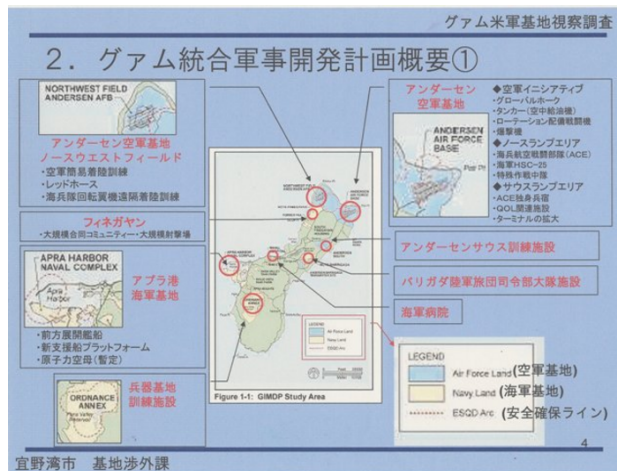 グァム米軍基地視察調査
２．グァム統合軍事開発計画概要①
NORTHWEST FIELD
ANDERSEN AFB
アンダーセン空軍基地
ノースウエストフィールド
・空軍簡易着陸訓練
・レッドホース
・海兵隊回転翼機遠隔着陸訓練
フィネガヤン
・大規模合同コミュニティー・大規模射撃場
APRA HARBOR
NAVAL COMPLEX
Apra
Harbor
アプラ港
海軍基地
・前方展開艦船
・新支援船プラットフォーム
・原子力空母(暫定)
ORDNANCE
ANNEX
兵器基地
訓練施設
アンダーセン
空軍基地
ANDERSEN
AIR FORCE
BASE
◆空軍イニシアティブ
・グローバルホーク
・タンカー(空中給油機)
・ローテーション配備戦闘機
・爆撃機
◆ノースランプエリア
・海兵航空戦闘部隊(ACE)
・海軍HSC-25
・特殊作戦中隊
◆サウスランプエリア
・ACE独身兵宿
・QOL関連施設
・ターミナルの拡大
アンダーセンサウス訓練施設
バリガダ陸軍旅団司令部大隊施設
海軍病院
LEGEND
Air Force Land
Navy Land
ESQD Arc
Figure 1-1: GIMDP Study Area
LEGEND
Air Force Land(空軍基地)
Navy Land(海軍基地)
ESQD Arc (安全確保ライン)
4
宜野湾市 基地渉外課